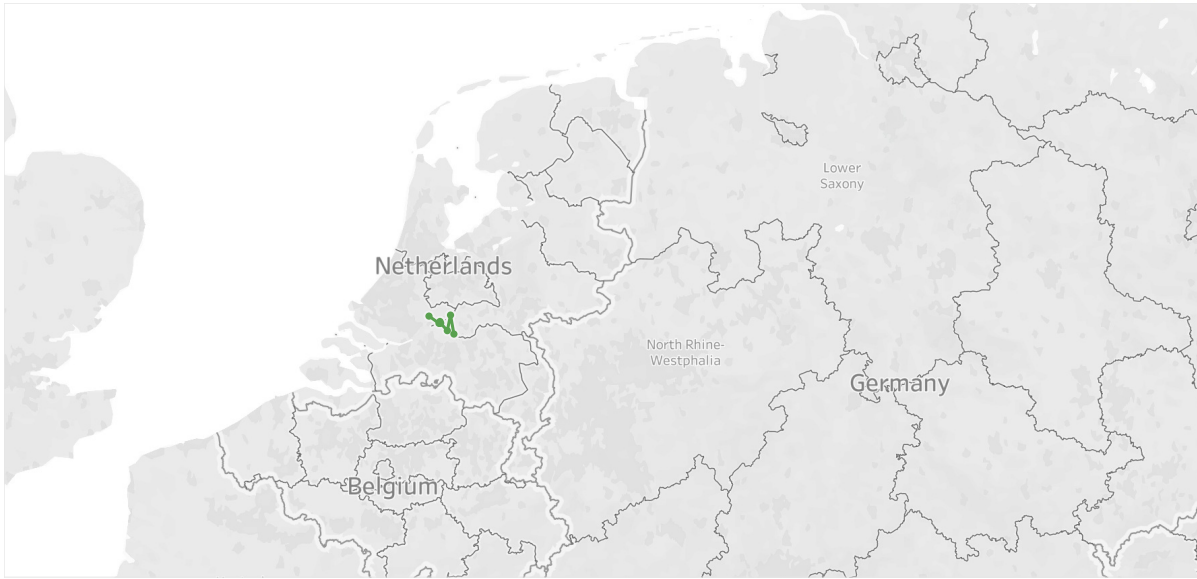 Lower
Saxony
Netherlands
North Rhine-
Westphalia
Germany
Belgium